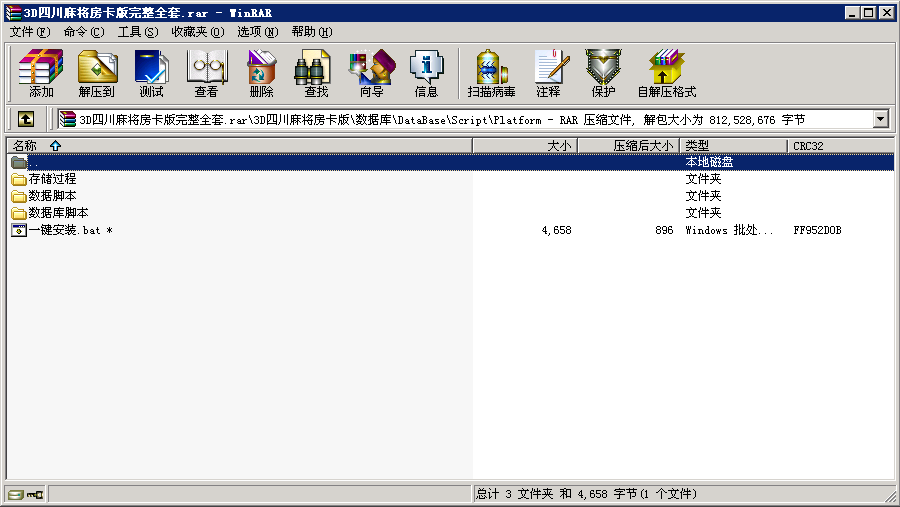 3D四川麻将房卡版完整全套.rar - WinRAR
文件(F) 命令(C) 工具(S) 收藏夹(O) 选项(N) 帮助(H)
添加 解压到 测试 查看 删除 查找 向导 信息 扫描病毒 注释 保护 自解压格式
3D四川麻将房卡版完整全套.rar\3D四川麻将房卡版\数据库\DataBase\Script\Platform - RAR 压缩文件, 解包大小为 812,528,676 字节
名称 大小 压缩后大小 类型 CRC32
.. 本地磁盘
存储过程 文件夹
数据脚本 文件夹
数据库脚本 文件夹
一键安装.bat * 4,658 896 Windows 批处... FF952D0B
总计 3 文件夹 和 4,658 字节(1 个文件)